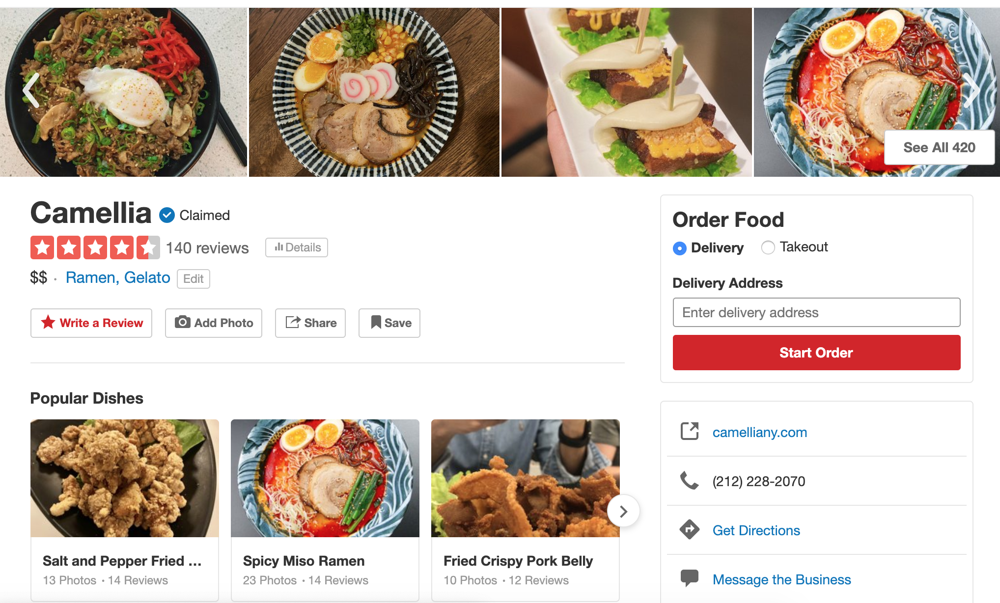 See All 420
Camellia Claimed
140 reviews Details
$$ · Ramen, Gelato Edit
Write a Review Add Photo Share Save
Popular Dishes
Salt and Pepper Fried ...
13 Photos · 14 Reviews
Spicy Miso Ramen
23 Photos · 14 Reviews
Fried Crispy Pork Belly
10 Photos · 12 Reviews
Order Food
Delivery Takeout
Delivery Address
Enter delivery address
Start Order
camelliany.com
(212) 228-2070
Get Directions
Message the Business